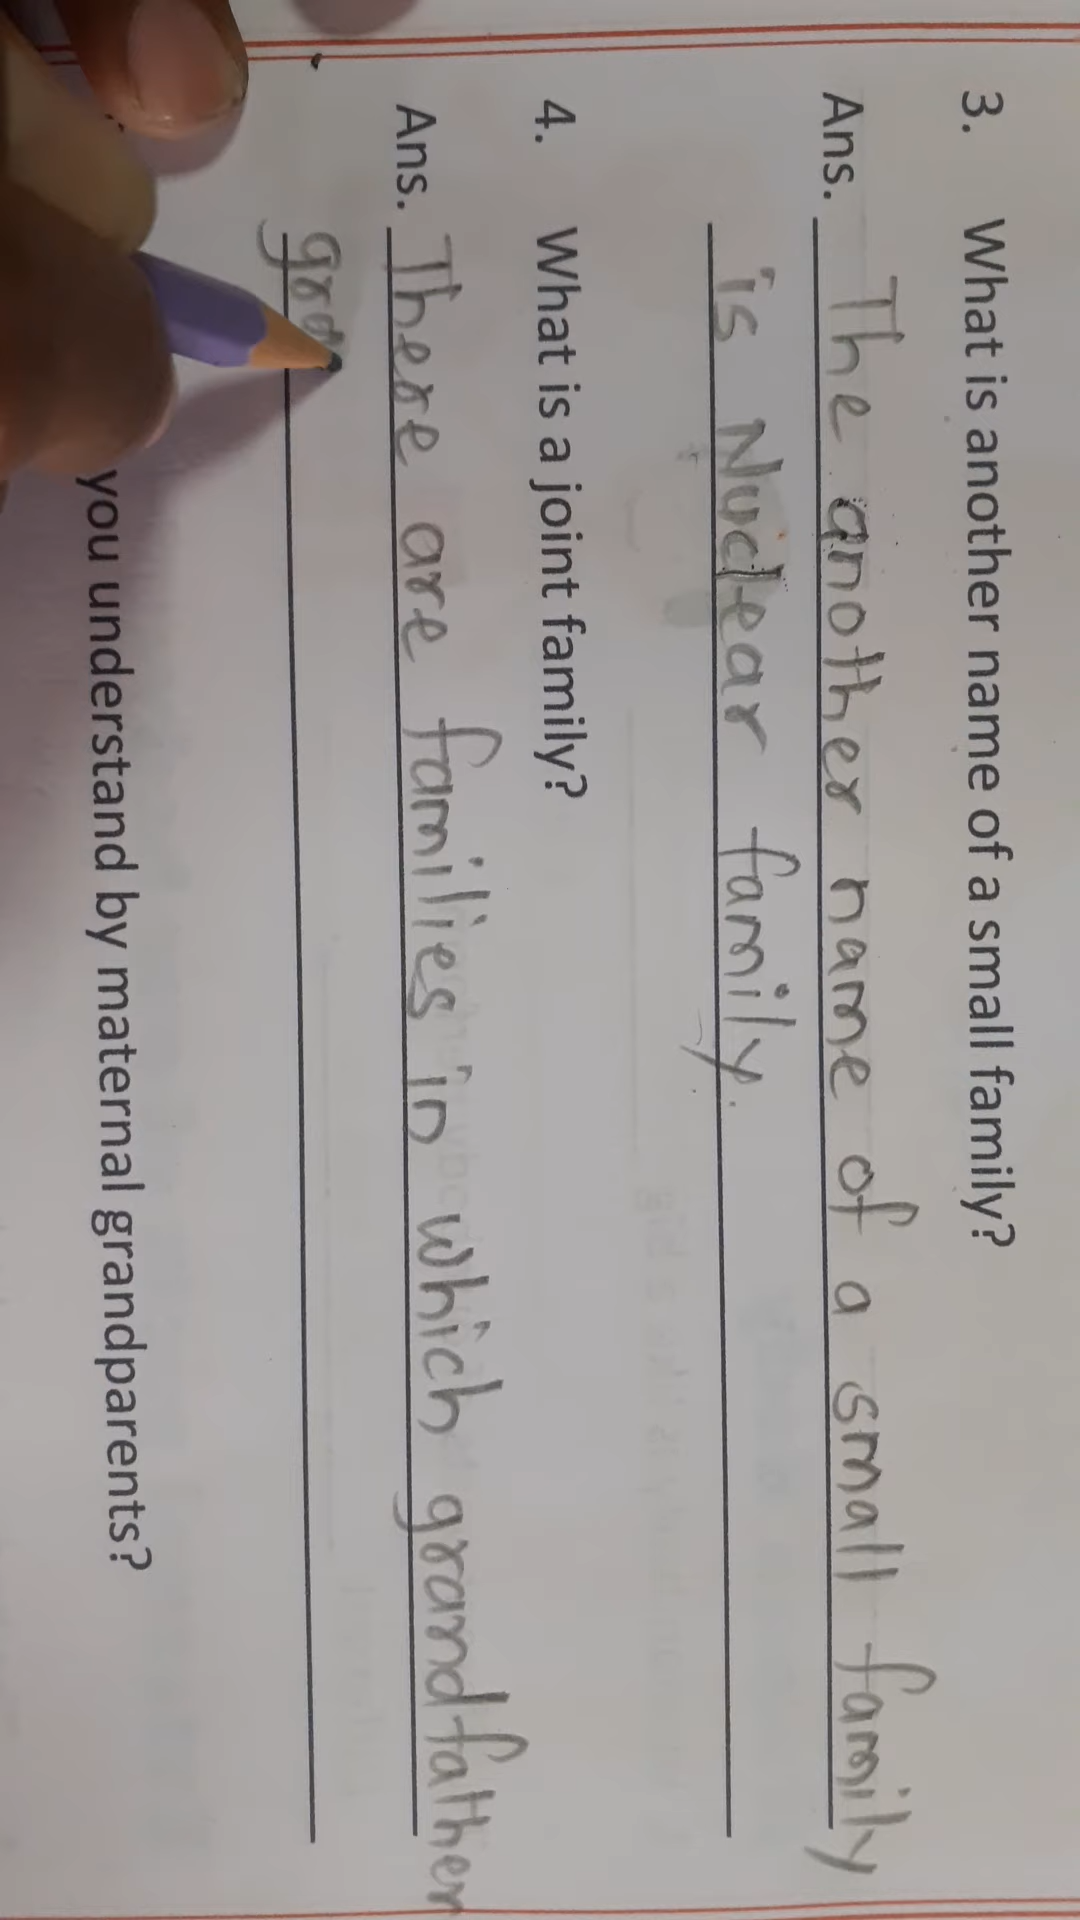 3. What is another name of a small family?
Ans. The another name of a small family
is Nuclear family.
4. What is a joint family?
Ans. There are families in which grandfather
you understand by maternal grandparents?